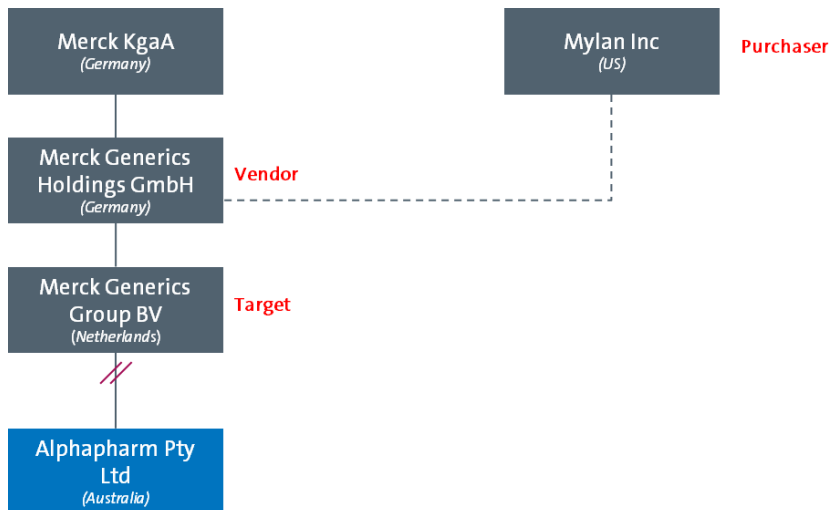 Merck KgaA
(Germany)
Mylan Inc
(US)
Purchaser
Merck Generics
Holdings GmbH
(Germany)
Vendor
Merck Generics
Group BV
(Netherlands)
Target
Alphapharm Pty
Ltd
(Australia)